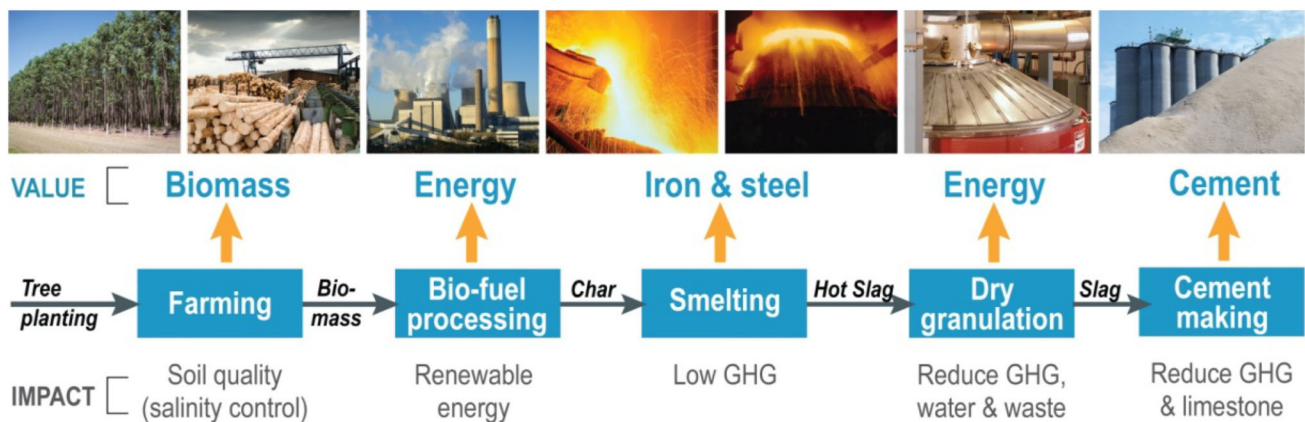 VALUE
Biomass
Energy
Iron & steel
Energy
Cement
Tree
planting
Farming
Bio-
mass
Bio-fuel
processing
Char
Smelting
Hot Slag
Dry
granulation
Slag
Cement
making
IMPACT
Soil quality
(salinity control)
Renewable
energy
Low GHG
Reduce GHG,
water & waste
Reduce GHG
& limestone